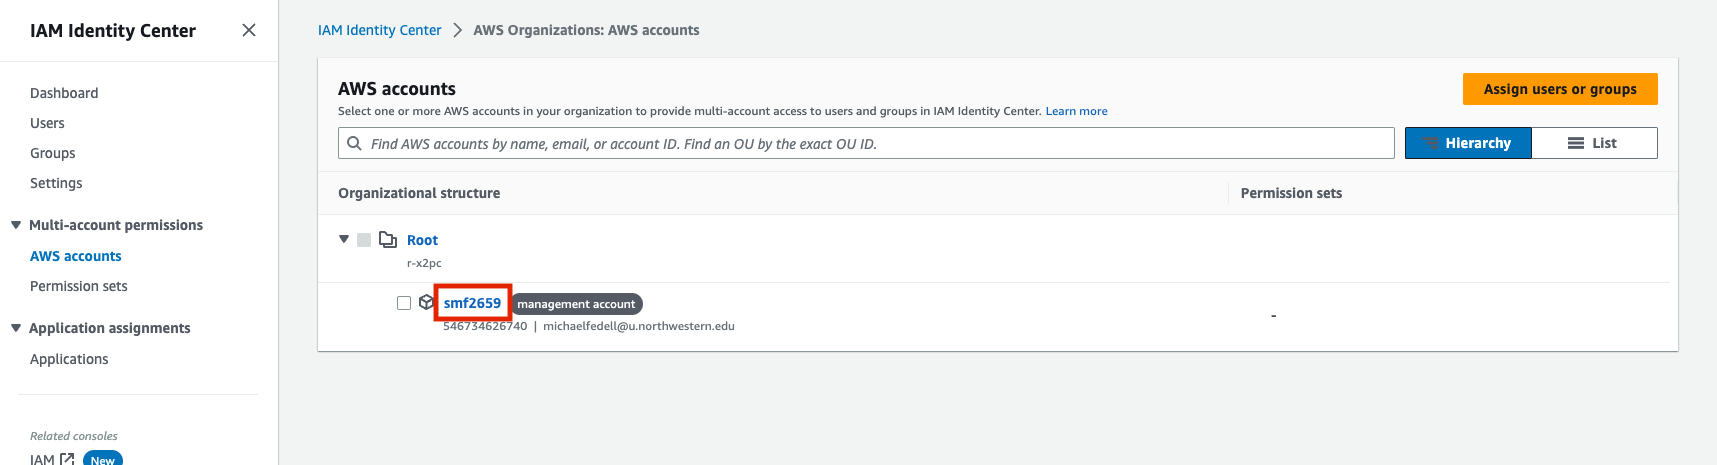 IAM Identity Center
Dashboard
Users
Groups
Settings
Multi-account permissions
AWS accounts
Permission sets
Application assignments
Applications
Related consoles
IAM New
IAM Identity Center > AWS Organizations: AWS accounts
AWS accounts
Assign users or groups
Select one or more AWS accounts in your organization to provide multi-account access to users and groups in IAM Identity Center. Learn more
Find AWS accounts by name, email, or account ID. Find an OU by the exact OU ID.
Hierarchy
List
Organizational structure
Permission sets
Root
r-x2pc
smf2659 management account
546734626740 | michaelfedell@u.northwestern.edu
-